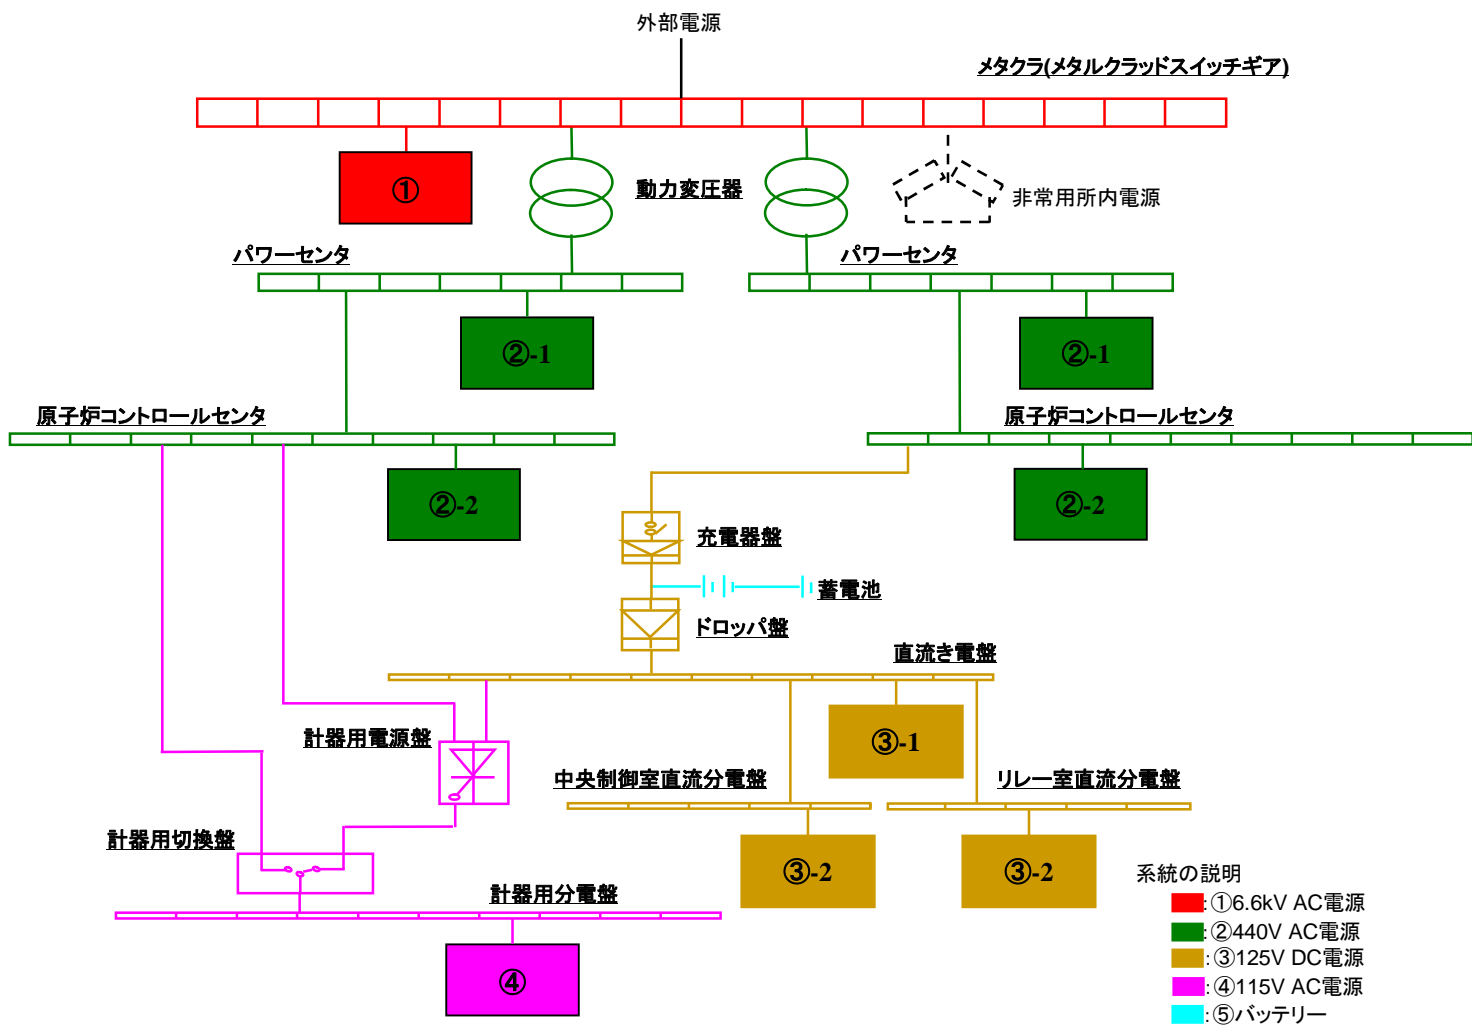 外部電源
メタクラ(メタルクラッドスイッチギア)
①
動力変圧器
非常用所内電源
パワーセンタ
パワーセンタ
②-1
②-1
原子炉コントロールセンタ
原子炉コントロールセンタ
②-2
②-2
充電器盤
蓄電池
ドロッパ盤
直流き電盤
③-1
計器用電源盤
中央制御室直流分電盤
リレー室直流分電盤
計器用切換盤
③-2
③-2
計器用分電盤
④
系統の説明
:①6.6kV AC電源
:②440V AC電源
:③125V DC電源
:④115V AC電源
:⑤バッテリー